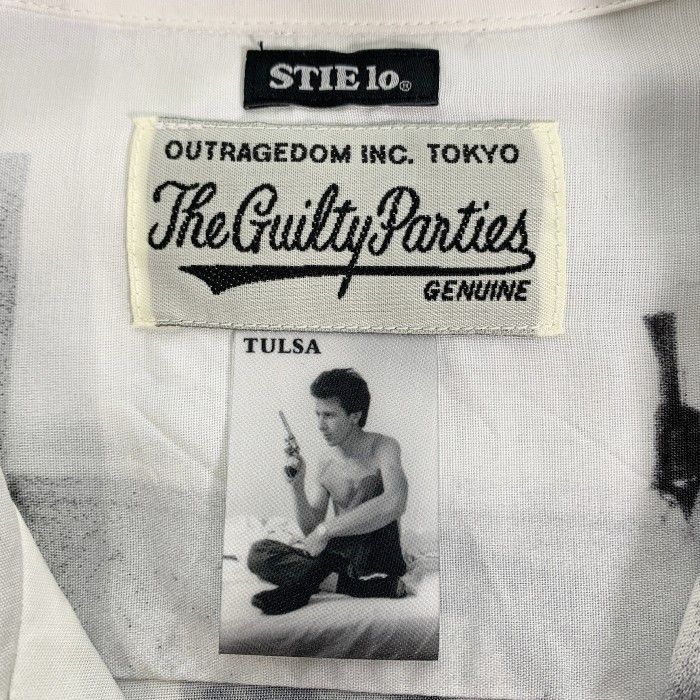 STIE lo®
OUTRAGEDOM INC. TOKYO
The Guilty Parties
GENUINE
TULSA